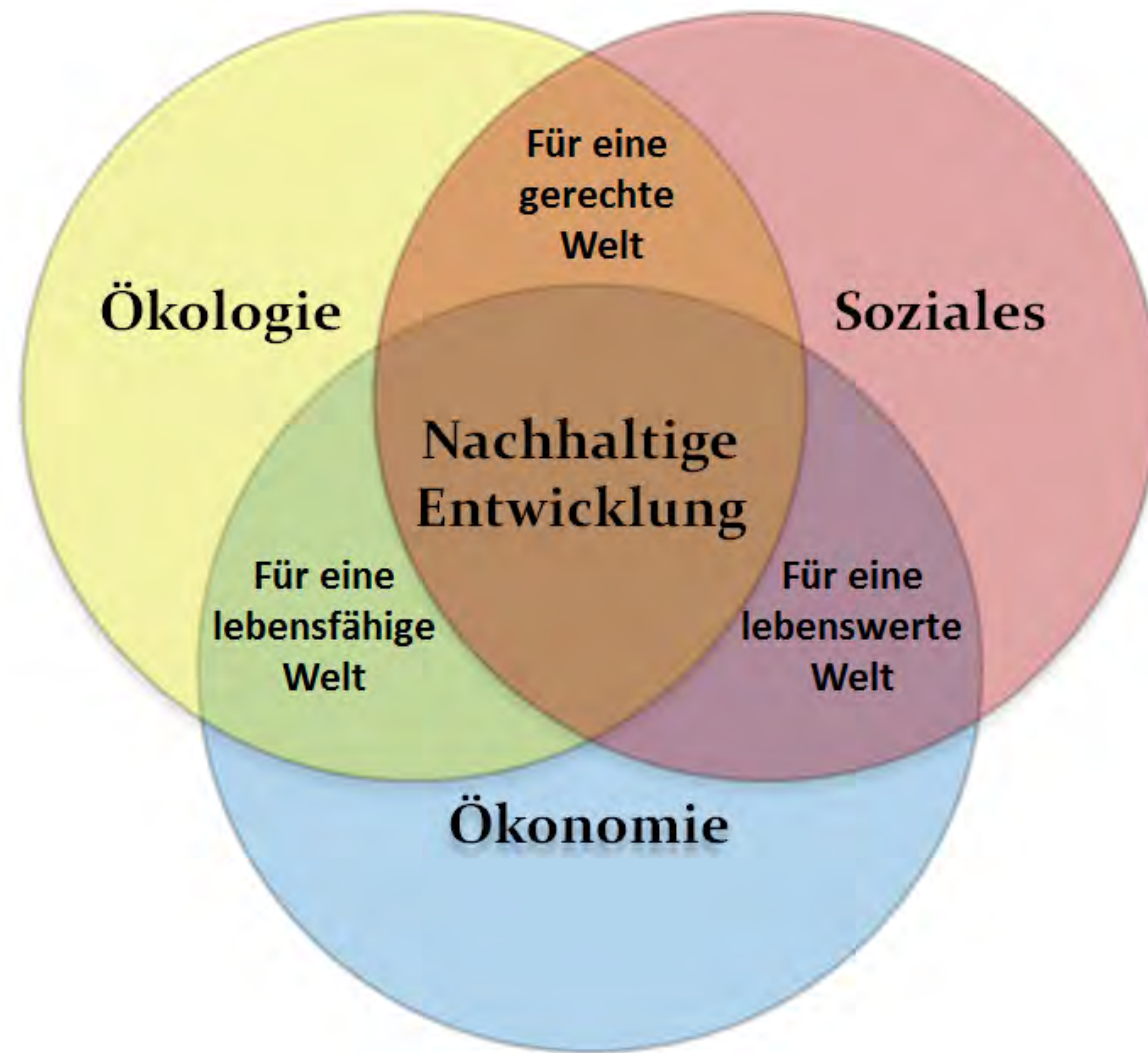 Für eine
gerechte
Welt
Ökologie
Soziales
Nachhaltige
Entwicklung
Für eine
lebensfähige
Welt
Für eine
lebenswerte
Welt
Ökonomie